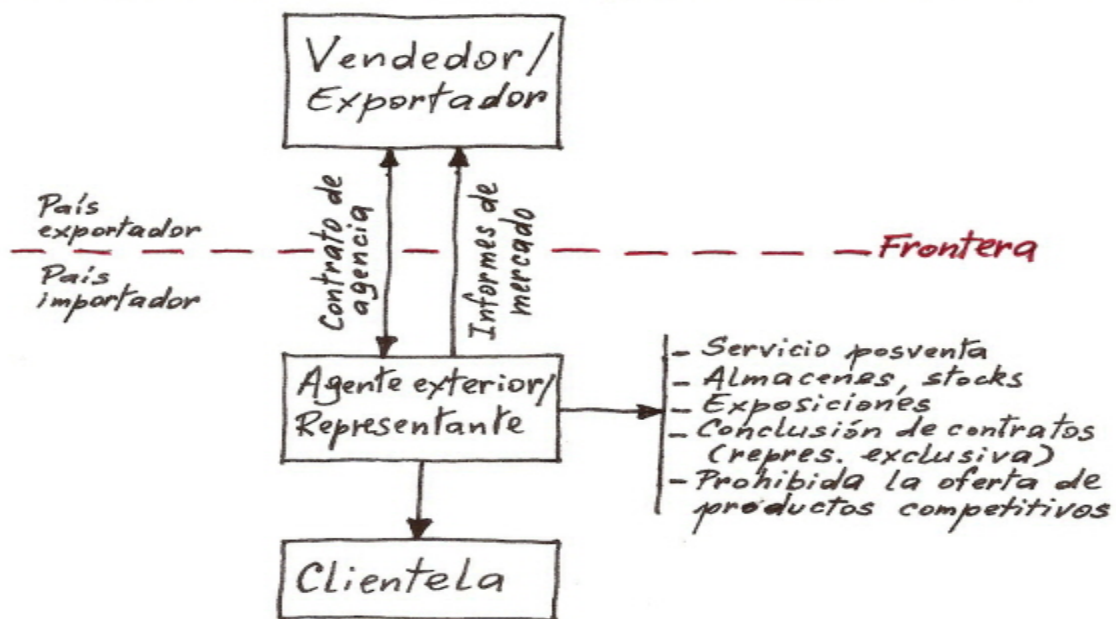 Vendedor/
Exportador
País
exportador
Contrato de
agencia
Informes de
mercado
Frontera
País
importador
Agente exterior/
Representante
- Servicio posventa
- Almacenes, stocks
- Exposiciones
- Conclusión de contratos
(repres. exclusiva)
- Prohibida la oferta de
productos competitivos
Clientela